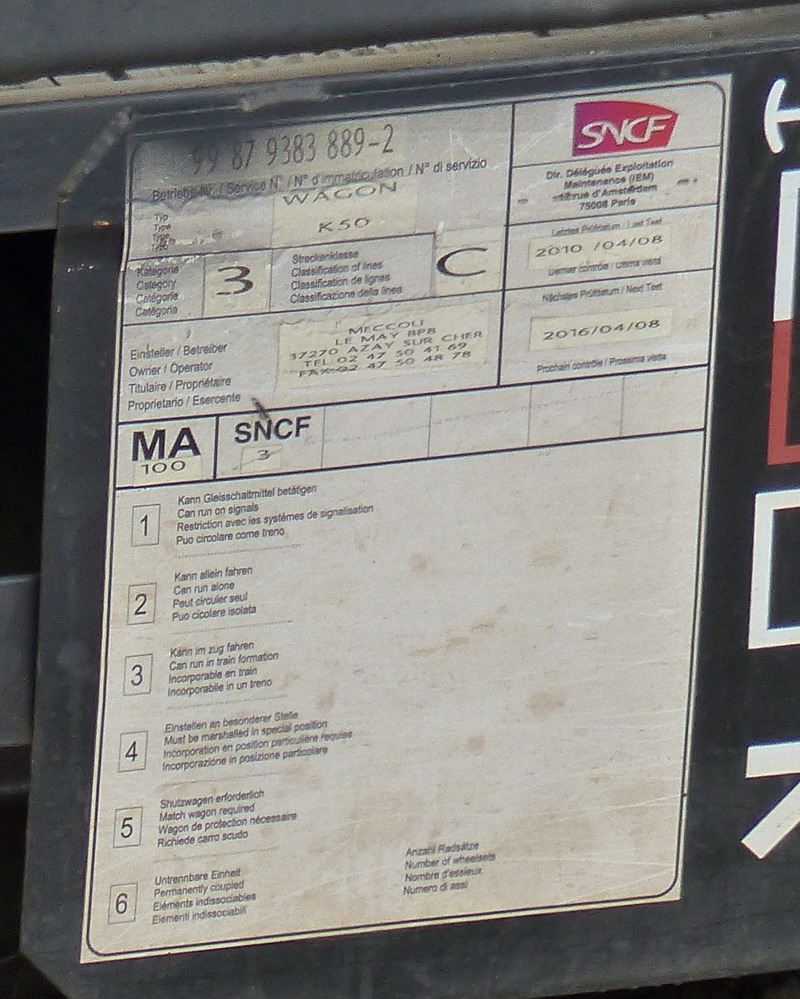 99 87 9383 889-2
Betriebs-Nr. / Service N° / N° d'immatriculation / N° di servizio
Typ
Type
Type
Tipo
WAGON
K50
SNCF
Dir. Déléguée Exploitation
Maintenance (IEM)
12 rue d'Amsterdam
75008 Paris
Kategorie
Category
Catégorie
Categoria
3
Streckenklasse
Classification of lines
Classification de lignes
Classificazione della linea
C
Letztes Prüfdatum / Last Test
2010 /04/08
Dernier contrôle / Ultima visita
Nächstes Prüfdatum / Next Test
2016/04/08
Prochain contrôle / Prossima visita
Einsteller / Betreiber
Owner / Operator
Titulaire / Propriétaire
Proprietario / Esercente
MECCOLI
LE MAY BP8
37270 AZAY SUR CHER
TEL:02 47 50 41 69
FAX:02 47 50 48 78
MA
100
SNCF
3
1
Kann Gleisschaltmittel betätigen
Can run on signals
Restriction avec les systèmes de signalisation
Puo circolare come treno
2
Kann allein fahren
Can run alone
Peut circuler seul
Puo cicolare isolata
3
Kann im zug fahren
Can run in train formation
Incorporable en train
Incorporabile in un treno
4
Einstellen an besonderer Stelle
Must be marshalled in special position
Incorporation en position particulière requise
Incorporazione in posizione particolare
5
Shutzwagen erforderlich
Match wagon required
Wagon de protection nécessaire
Richiede carro scudo
6
Untrennbare Einheit
Permanently coupled
Eléments indissociables
Elementi indissociabili
Anzahl Radsätze
Number of wheelsets
Nombre d'essieux
Numero di assi